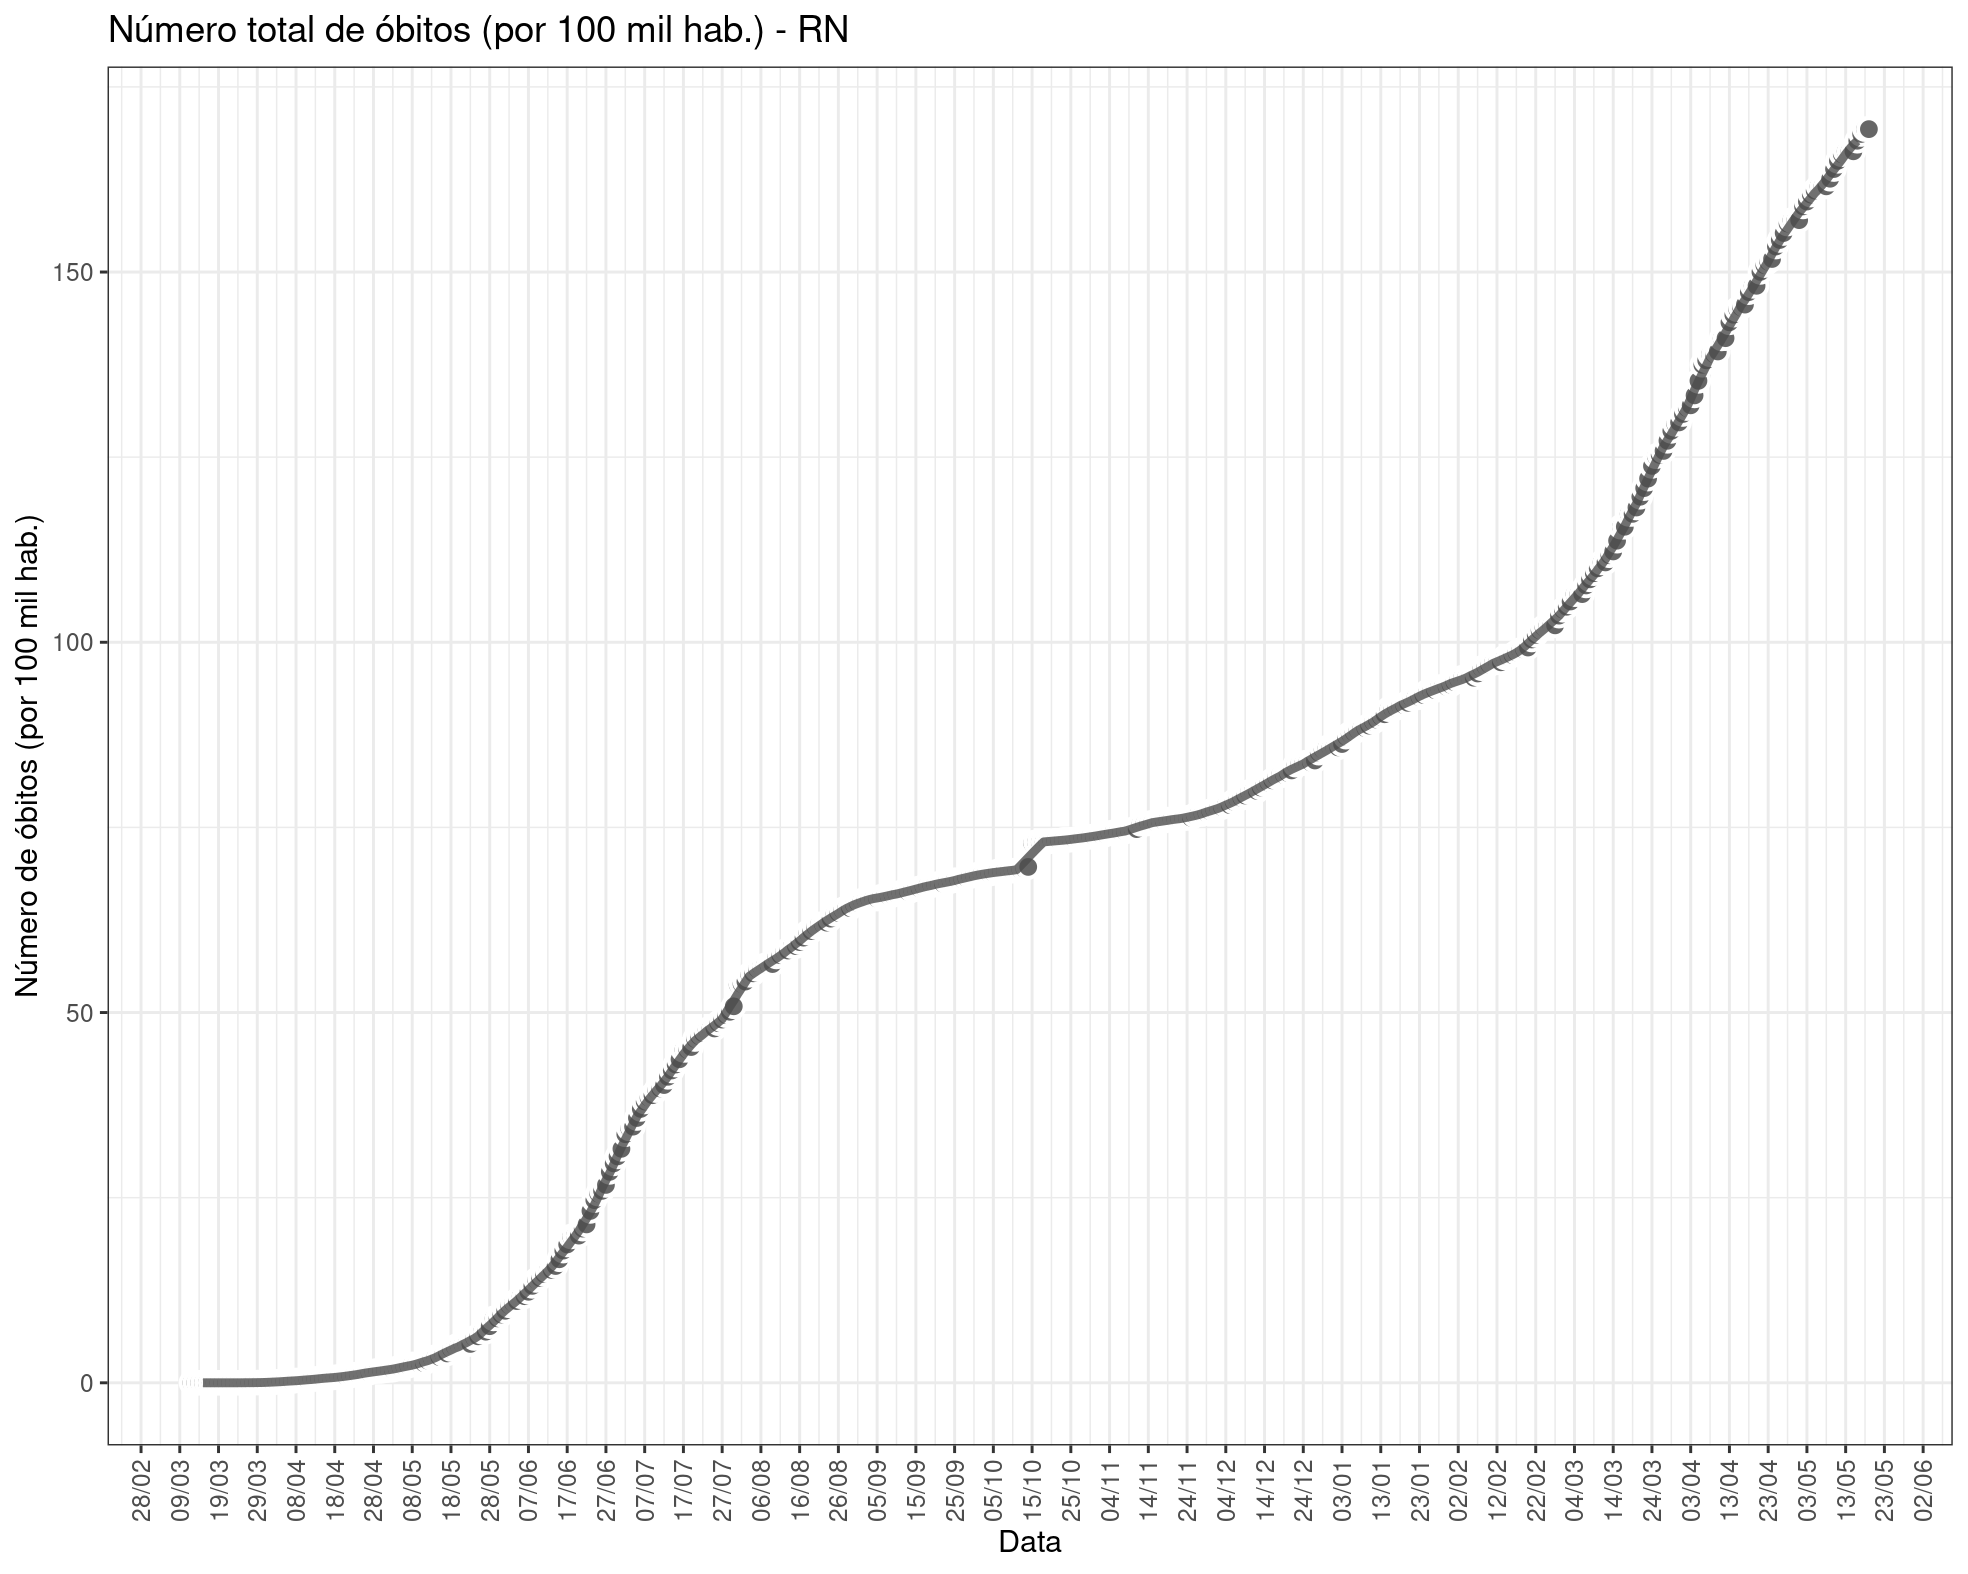 Número total de óbitos (por 100 mil hab.) - RN
Número de óbitos (por 100 mil hab.)
150
100
50
0
28/02 09/03 19/03 29/03 08/04 18/04 28/04 08/05 18/05 28/05 07/06 17/06 27/06 07/07 17/07 27/07 06/08 16/08 26/08 05/09 15/09 25/09 05/10 15/10 25/10 04/11 14/11 24/11 04/12 14/12 24/12 03/01 13/01 23/01 02/02 12/02 22/02 04/03 14/03 24/03 03/04 13/04 23/04 03/05 13/05 23/05 02/06
Data